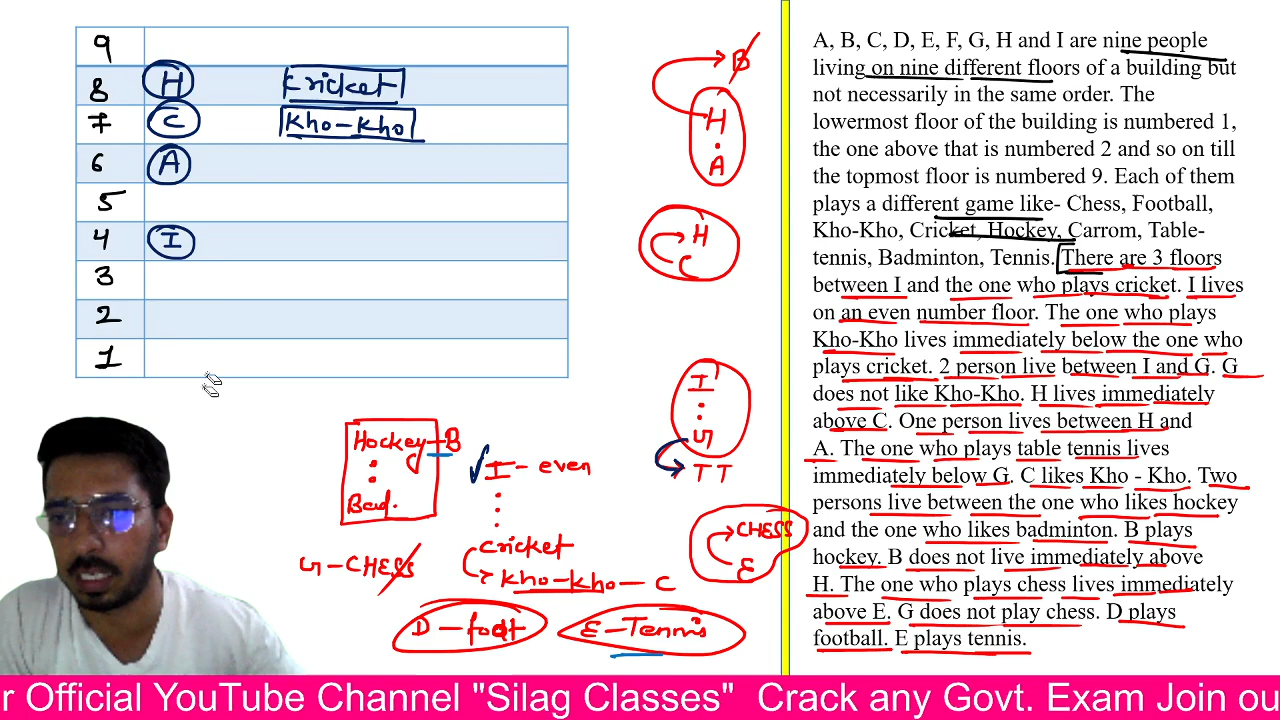 9
8 H Cricket
7 C Kho-Kho
6 A
5
4 I
3
2
1
B
H
A
H
C
I
G
TT
CHESS
E
Hockey-B
Bad.
G-CHESS
I-even
Cricket
Kho-Kho-C
D-foot
E-Tennis
A, B, C, D, E, F, G, H and I are nine people
living on nine different floors of a building but
not necessarily in the same order. The
lowermost floor of the building is numbered 1,
the one above that is numbered 2 and so on till
the topmost floor is numbered 9. Each of them
plays a different game like- Chess, Football,
Kho-Kho, Cricket, Hockey, Carrom, Table-
tennis, Badminton, Tennis. There are 3 floors
between I and the one who plays cricket. I lives
on an even number floor. The one who plays
Kho-Kho lives immediately below the one who
plays cricket. 2 person live between I and G. G
does not like Kho-Kho. H lives immediately
above C. One person lives between H and
A. The one who plays table tennis lives
immediately below G. C likes Kho - Kho. Two
persons live between the one who likes hockey
and the one who likes badminton. B plays
hockey. B does not live immediately above
H. The one who plays chess lives immediately
above E. G does not play chess. D plays
football. E plays tennis.
r Official YouTube Channel "Silag Classes" Crack any Govt. Exam Join ou